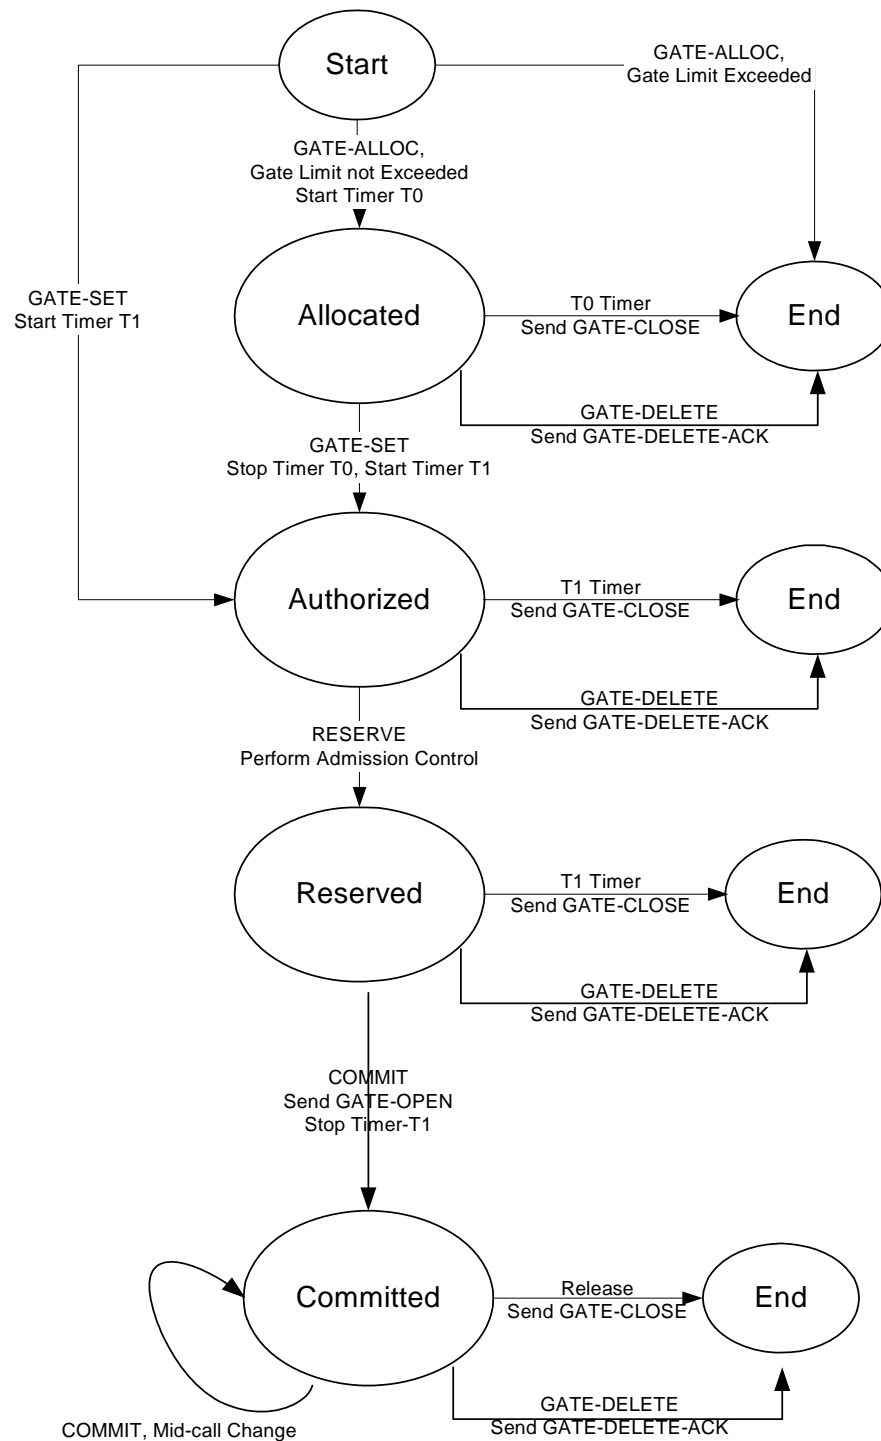 Start
GATE-ALLOC,
Gate Limit Exceeded
GATE-ALLOC,
Gate Limit not Exceeded
Start Timer T0
GATE-SET
Start Timer T1
Allocated
T0 Timer
Send GATE-CLOSE
End
GATE-DELETE
Send GATE-DELETE-ACK
GATE-SET
Stop Timer T0, Start Timer T1
Authorized
T1 Timer
Send GATE-CLOSE
End
GATE-DELETE
Send GATE-DELETE-ACK
RESERVE
Perform Admission Control
Reserved
T1 Timer
Send GATE-CLOSE
End
GATE-DELETE
Send GATE-DELETE-ACK
COMMIT
Send GATE-OPEN
Stop Timer-T1
Committed
Release
Send GATE-CLOSE
End
GATE-DELETE
Send GATE-DELETE-ACK
COMMIT, Mid-call Change